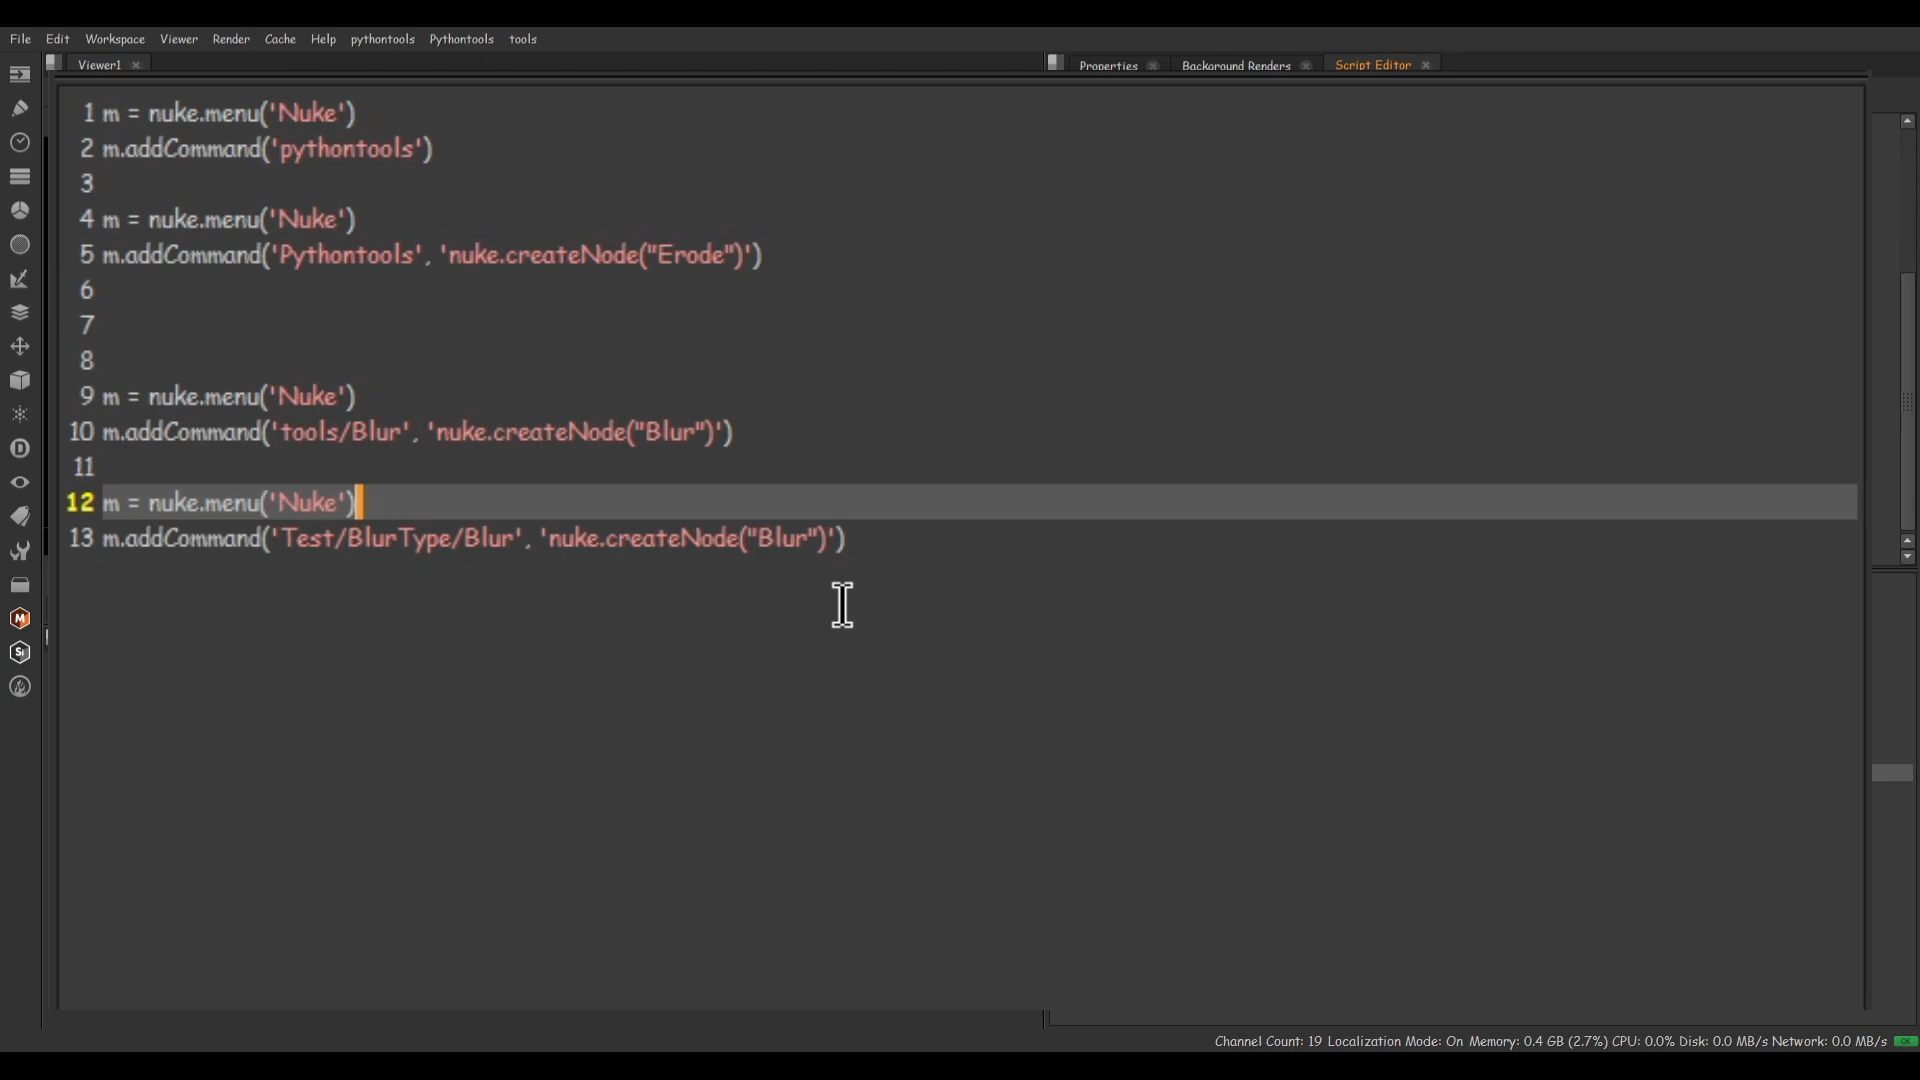 File Edit Workspace Viewer Render Cache Help pythontools Pythontools tools
Viewer1
Properties Background Renders Script Editor
1 m = nuke.menu('Nuke')
2 m.addCommand('pythontools')
3
4 m = nuke.menu('Nuke')
5 m.addCommand('Pythontools', 'nuke.createNode("Erode")')
6
7
8
9 m = nuke.menu('Nuke')
10 m.addCommand('tools/Blur', 'nuke.createNode("Blur")')
11
12 m = nuke.menu('Nuke')
13 m.addCommand('Test/BlurType/Blur', 'nuke.createNode("Blur")')
D
M
Si
Channel Count: 19 Localization Mode: On Memory: 0.4 GB (2.7%) CPU: 0.0% Disk: 0.0 MB/s Network: 0.0 MB/s OK